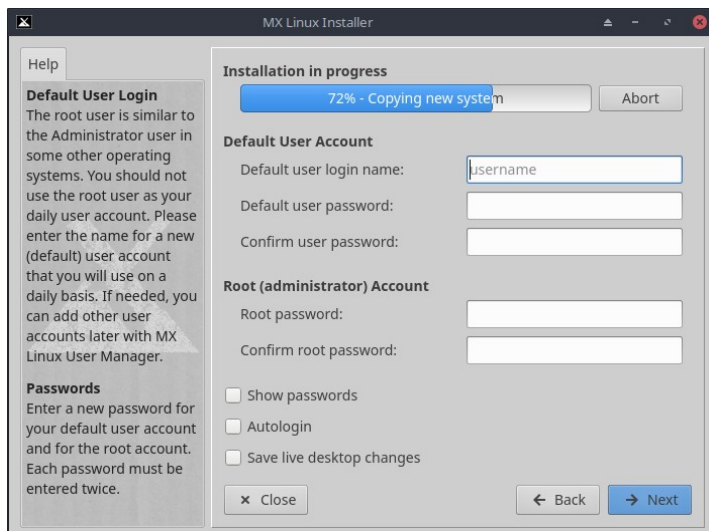 MX Linux Installer
Help
Default User Login
The root user is similar to
the Administrator user in
some other operating
systems. You should not
use the root user as your
daily user account. Please
enter the name for a new
(default) user account
that you will use on a
daily basis. If needed, you
can add other user
accounts later with MX
Linux User Manager.
Passwords
Enter a new password for
your default user account
and for the root account.
Each password must be
entered twice.
Installation in progress
72% - Copying new system
Abort
Default User Account
Default user login name:
username
Default user password:
Confirm user password:
Root (administrator) Account
Root password:
Confirm root password:
Show passwords
Autologin
Save live desktop changes
Close
Back
Next